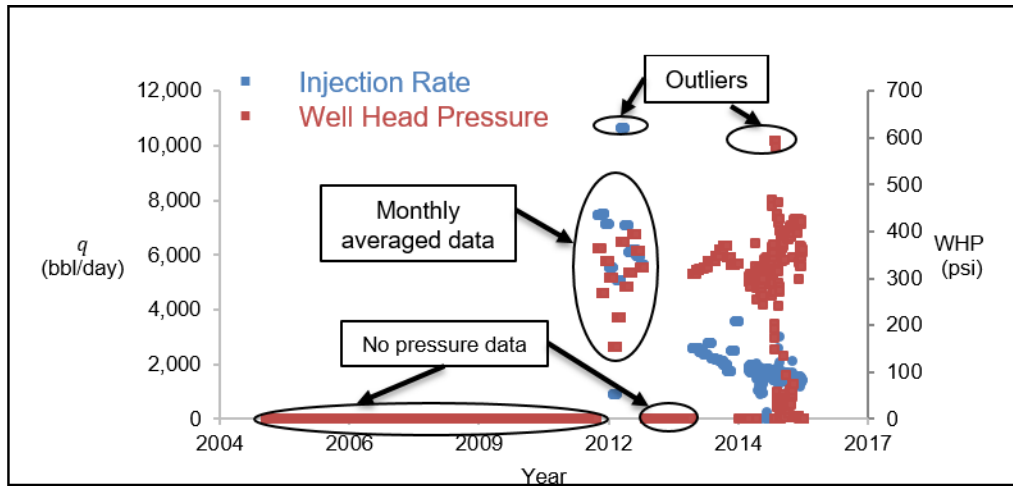 Injection Rate
Well Head Pressure
Outliers
Monthly
averaged data
No pressure data
q
(bbl/day)
12,000
10,000
8,000
6,000
4,000
2,000
0
700
600
500
400
300
200
100
0
WHP
(psi)
2004
2006
2009
2012
2014
2017
Year